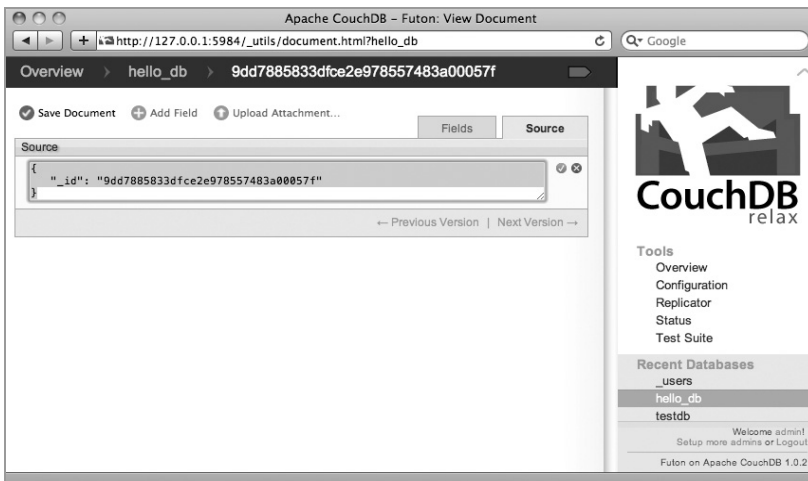 Apache CouchDB – Futon: View Document
http://127.0.0.1:5984/_utils/document.html?hello_db
Google
Overview
hello_db
9dd7885833dfce2e978557483a00057f
Save Document
Add Field
Upload Attachment...
Fields
Source
Source
{
"_id": "9dd7885833dfce2e978557483a00057f"
}
← Previous Version | Next Version →
CouchDB
relax
Tools
Overview
Configuration
Replicator
Status
Test Suite
Recent Databases
_users
hello_db
testdb
Welcome admin!
Setup more admins or Logout
Futon on Apache CouchDB 1.0.2